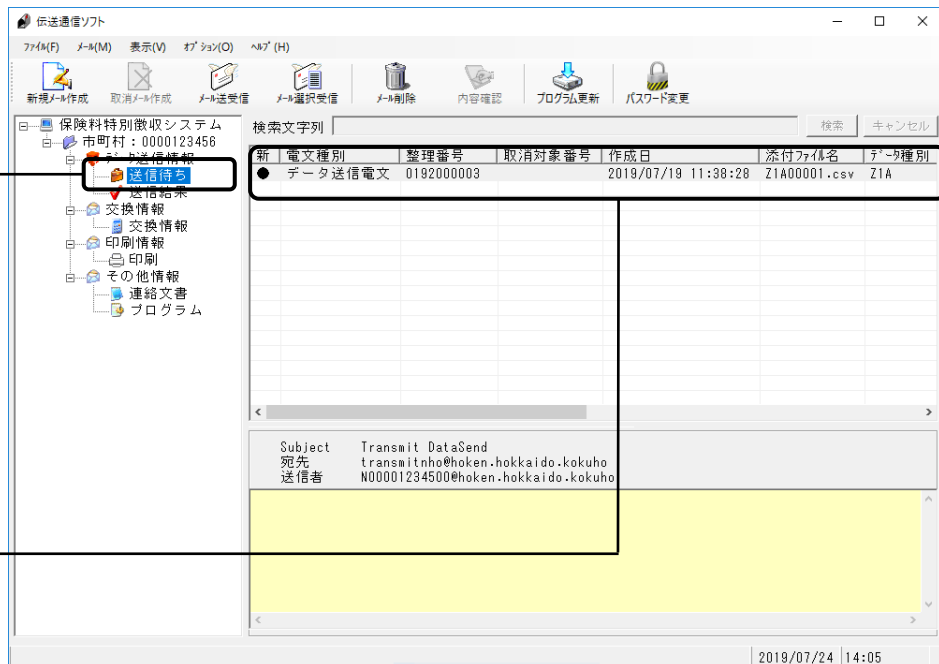 伝送通信ソフト
ﾌｧｲﾙ(F) ﾒｰﾙ(M) 表示(V) ｵﾌﾟｼｮﾝ(O) ﾍﾙﾌﾟ(H)
新規ﾒｰﾙ作成 取消ﾒｰﾙ作成 ﾒｰﾙ送受信 ﾒｰﾙ選択受信 ﾒｰﾙ削除 内容確認 ﾌﾟﾛｸﾞﾗﾑ更新 ﾊﾟｽﾜｰﾄﾞ変更
保険料特別徴収システム
市町村：0000123456
データ送信情報
送信待ち
送信結果
交換情報
交換情報
印刷情報
印刷
その他情報
連絡文書
プログラム
検索文字列 検索 キャンセル
新 電文種別 整理番号 取消対象番号 作成日 添付ﾌｧｲﾙ名 ﾃﾞｰﾀ種別
● データ送信電文 0192000003 2019/07/19 11:38:28 Z1A00001.csv Z1A
Subject Transmit DataSend
宛先 transmitnho@hoken.hokkaido.kokuho
送信者 N00001234500@hoken.hokkaido.kokuho
2019/07/24 14:05